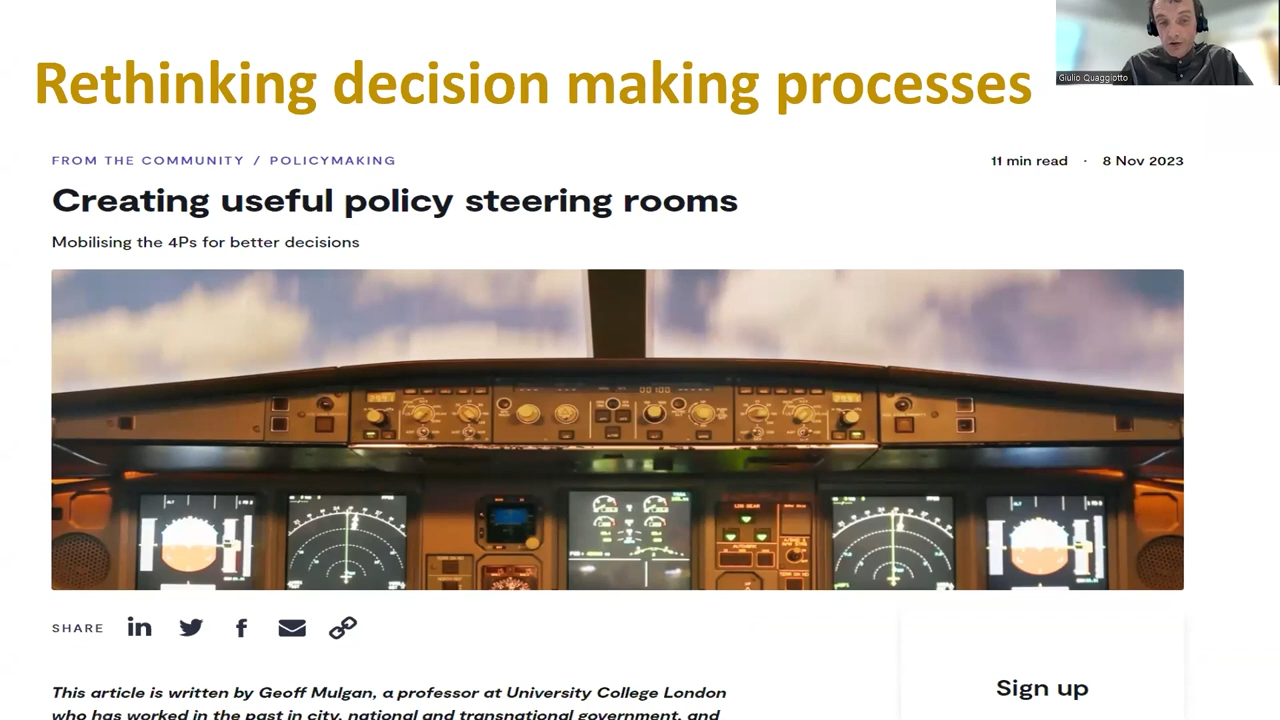 Rethinking decision making processes
Giulio Quaggiotto
FROM THE COMMUNITY / POLICYMAKING
11 min read · 8 Nov 2023
Creating useful policy steering rooms
Mobilising the 4Ps for better decisions
SHARE
Sign up
This article is written by Geoff Mulgan, a professor at University College London
who has worked in the past in city, national and transnational government, and